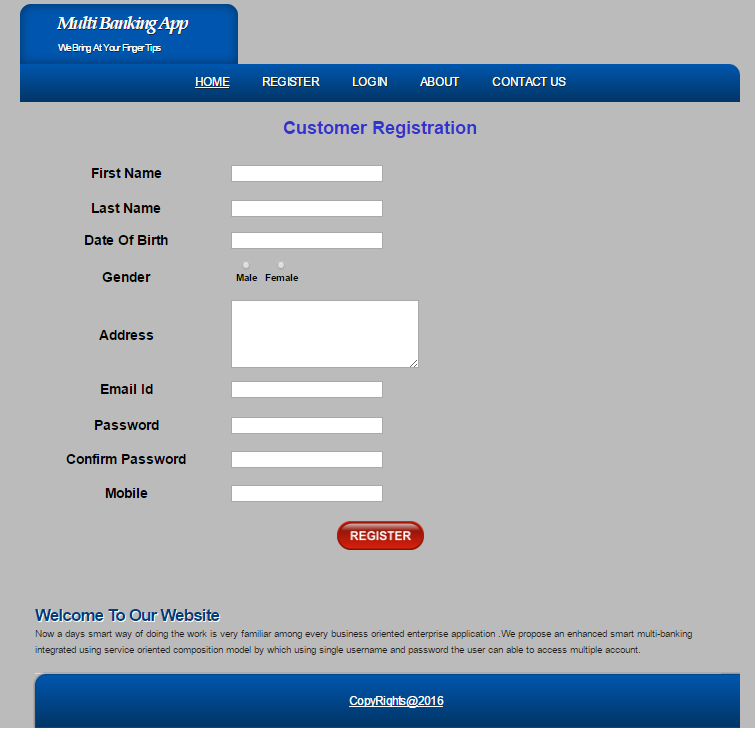 Multi Banking App
We Bring At Your Finger Tips
HOME REGISTER LOGIN ABOUT CONTACT US
Customer Registration
First Name
Last Name
Date Of Birth
Gender
Male Female
Address
Email Id
Password
Confirm Password
Mobile
REGISTER
Welcome To Our Website
Now a days smart way of doing the work is very familiar among every business oriented enterprise application .We propose an enhanced smart multi-banking
integrated using service oriented composition model by which using single username and password the user can able to access multiple account.
CopyRights@2016